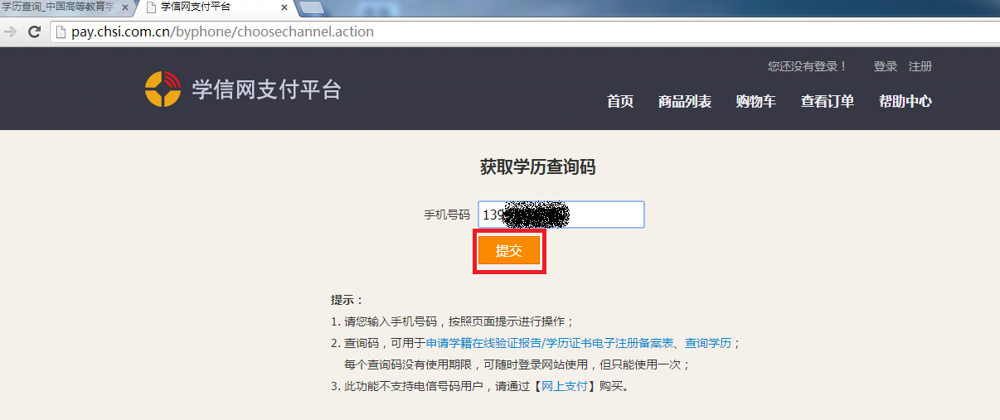 学历查询_中国高等教育学
学信网支付平台
pay.chsi.com.cn/byphone/choosechannel.action
您还没有登录！ 登录 注册
学信网支付平台
首页 商品列表 购物车 查看订单 帮助中心
获取学历查询码
手机号码 139
提交
提示：
1. 请您输入手机号码，按照页面提示进行操作；
2. 查询码，可用于申请学籍在线验证报告/学历证书电子注册备案表、查询学历；
每个查询码没有使用期限，可随时登录网站使用，但只能使用一次；
3. 此功能不支持电信号码用户，请通过【网上支付】购买。